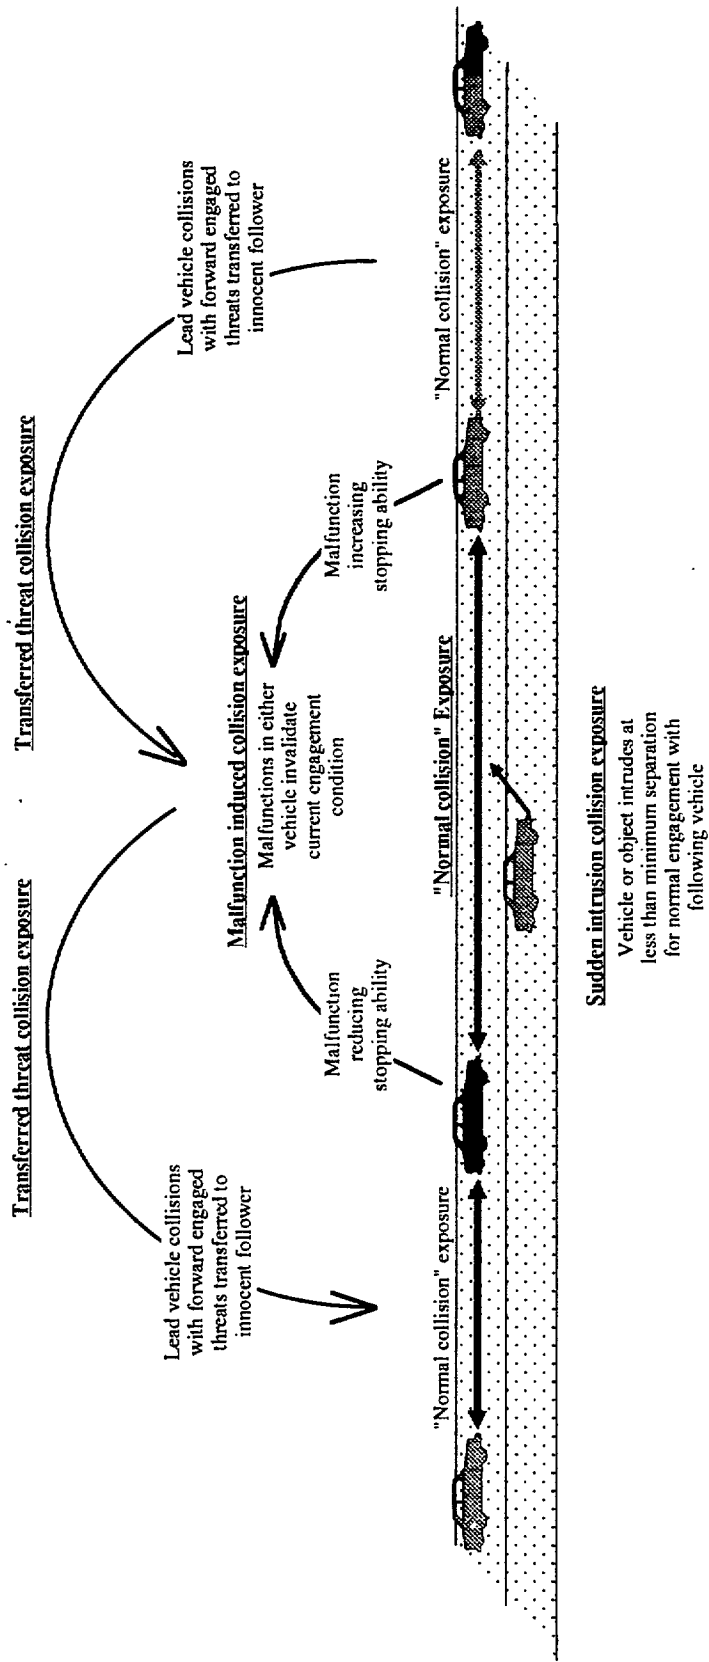 Transferred threat collision exposure
Transferred threat collision exposure
Lead vehicle collisions
with forward engaged
threats transferred to
innocent follower
Lead vehicle collisions
with forward engaged
threats transferred to
innocent follower
Malfunction induced collision exposure
Malfunctions in either
vehicle invalidate
current engagement
condition
Malfunction
reducing
stopping ability
Malfunction
increasing
stopping ability
"Normal collision" exposure
"Normal collision" Exposure
"Normal collision" exposure
Sudden intrusion collision exposure
Vehicle or object intrudes at
less than minimum separation
for normal engagement with
following vehicle